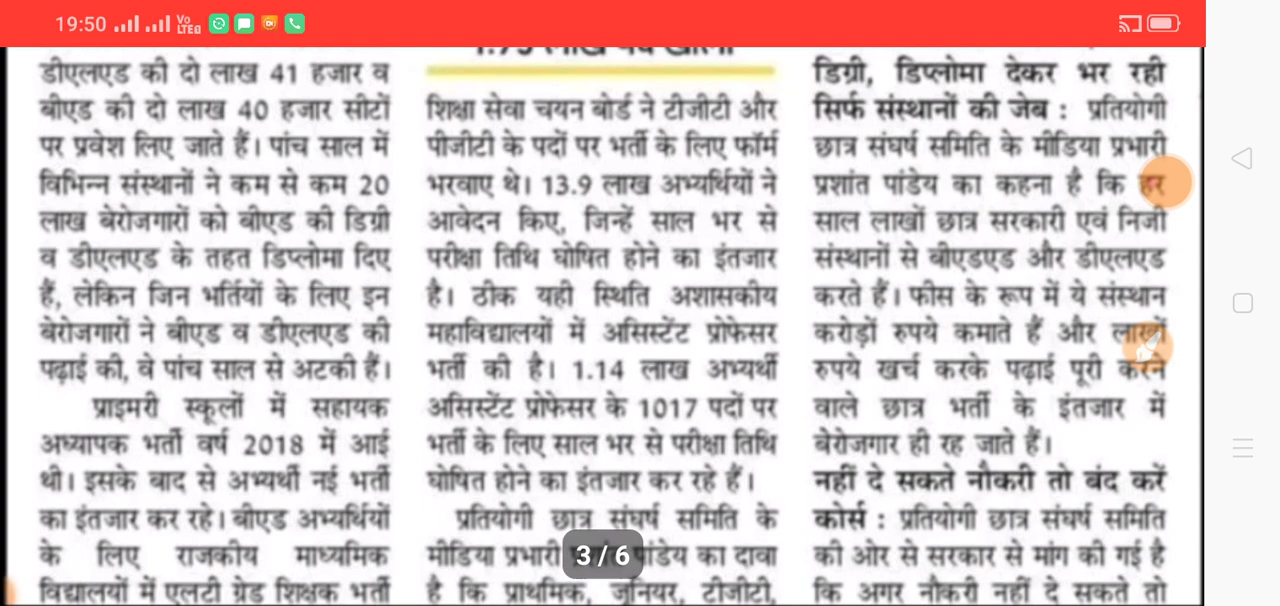 19:50
Vo LTE
डीएलएड की दो लाख 41 हजार व
बीएड की दो लाख 40 हजार सीटों
पर प्रवेश लिए जाते हैं। पांच साल में
विभिन्न संस्थानों ने कम से कम 20
लाख बेरोजगारों को बीएड की डिग्री
व डीएलएड के तहत डिप्लोमा दिए
हैं, लेकिन जिन भर्तियों के लिए इन
बेरोजगारों ने बीएड व डीएलएड की
पढ़ाई की, वे पांच साल से अटकी हैं।
प्राइमरी स्कूलों में सहायक
अध्यापक भर्ती वर्ष 2018 में आई
थी। इसके बाद से अभ्यर्थी नई भर्ती
का इंतजार कर रहे। बीएड अभ्यर्थियों
के लिए राजकीय माध्यमिक
विद्यालयों में एलटी ग्रेड शिक्षक भर्ती
शिक्षा सेवा चयन बोर्ड ने टीजीटी और
पीजीटी के पदों पर भर्ती के लिए फॉर्म
भरवाए थे। 13.9 लाख अभ्यर्थियों ने
आवेदन किए, जिन्हें साल भर से
परीक्षा तिथि घोषित होने का इंतजार
है। ठीक यही स्थिति अशासकीय
महाविद्यालयों में असिस्टेंट प्रोफेसर
भर्ती की है। 1.14 लाख अभ्यर्थी
असिस्टेंट प्रोफेसर के 1017 पदों पर
भर्ती के लिए साल भर से परीक्षा तिथि
घोषित होने का इंतजार कर रहे हैं।
प्रतियोगी छात्र संघर्ष समिति के
मीडिया प्रभारी पांडेय का दावा
है कि प्राथमिक, जूनियर, टीजीटी,
डिग्री, डिप्लोमा देकर भर रही
सिर्फ संस्थानों की जेब : प्रतियोगी
छात्र संघर्ष समिति के मीडिया प्रभारी
प्रशांत पांडेय का कहना है कि हर
साल लाखों छात्र सरकारी एवं निजी
संस्थानों से बीएडएड और डीएलएड
करते हैं। फीस के रूप में ये संस्थान
करोड़ों रुपये कमाते हैं और लाखों
रुपये खर्च करके पढ़ाई पूरी करने
वाले छात्र भर्ती के इंतजार में
बेरोजगार ही रह जाते हैं।
नहीं दे सकते नौकरी तो बंद करें
कोर्स : प्रतियोगी छात्र संघर्ष समिति
की ओर से सरकार से मांग की गई है
कि अगर नौकरी नहीं दे सकते तो
3 / 6